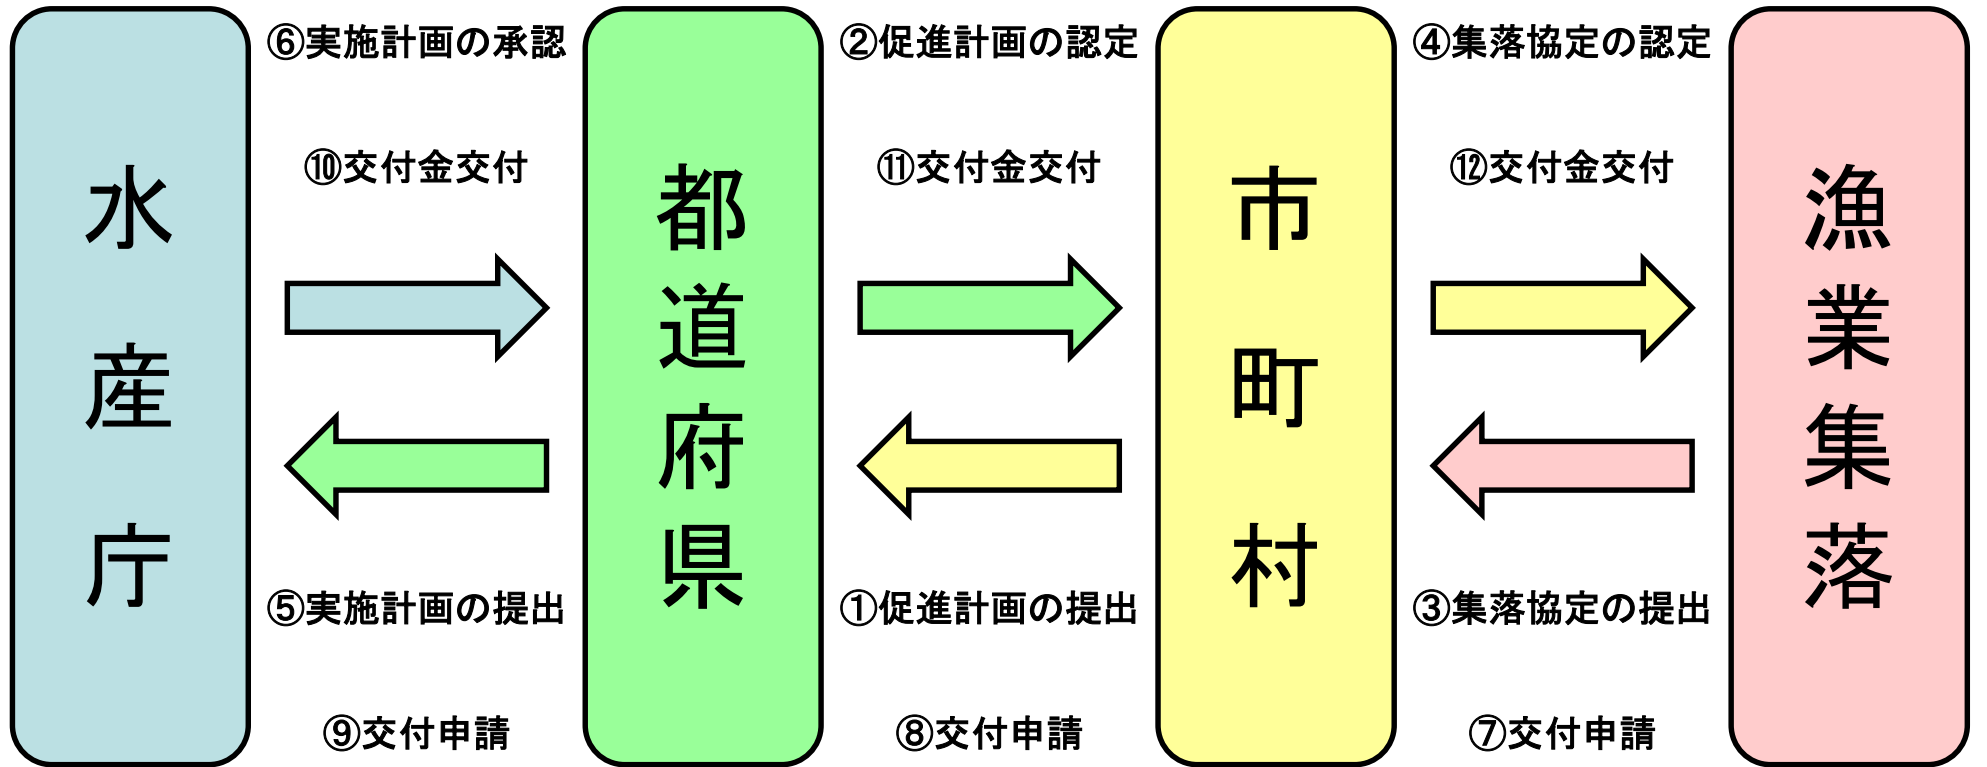 水産庁
⑥実施計画の承認
⑩交付金交付
⑤実施計画の提出
⑨交付申請
都道府県
②促進計画の認定
⑪交付金交付
①促進計画の提出
⑧交付申請
市町村
④集落協定の認定
⑫交付金交付
③集落協定の提出
⑦交付申請
漁業集落